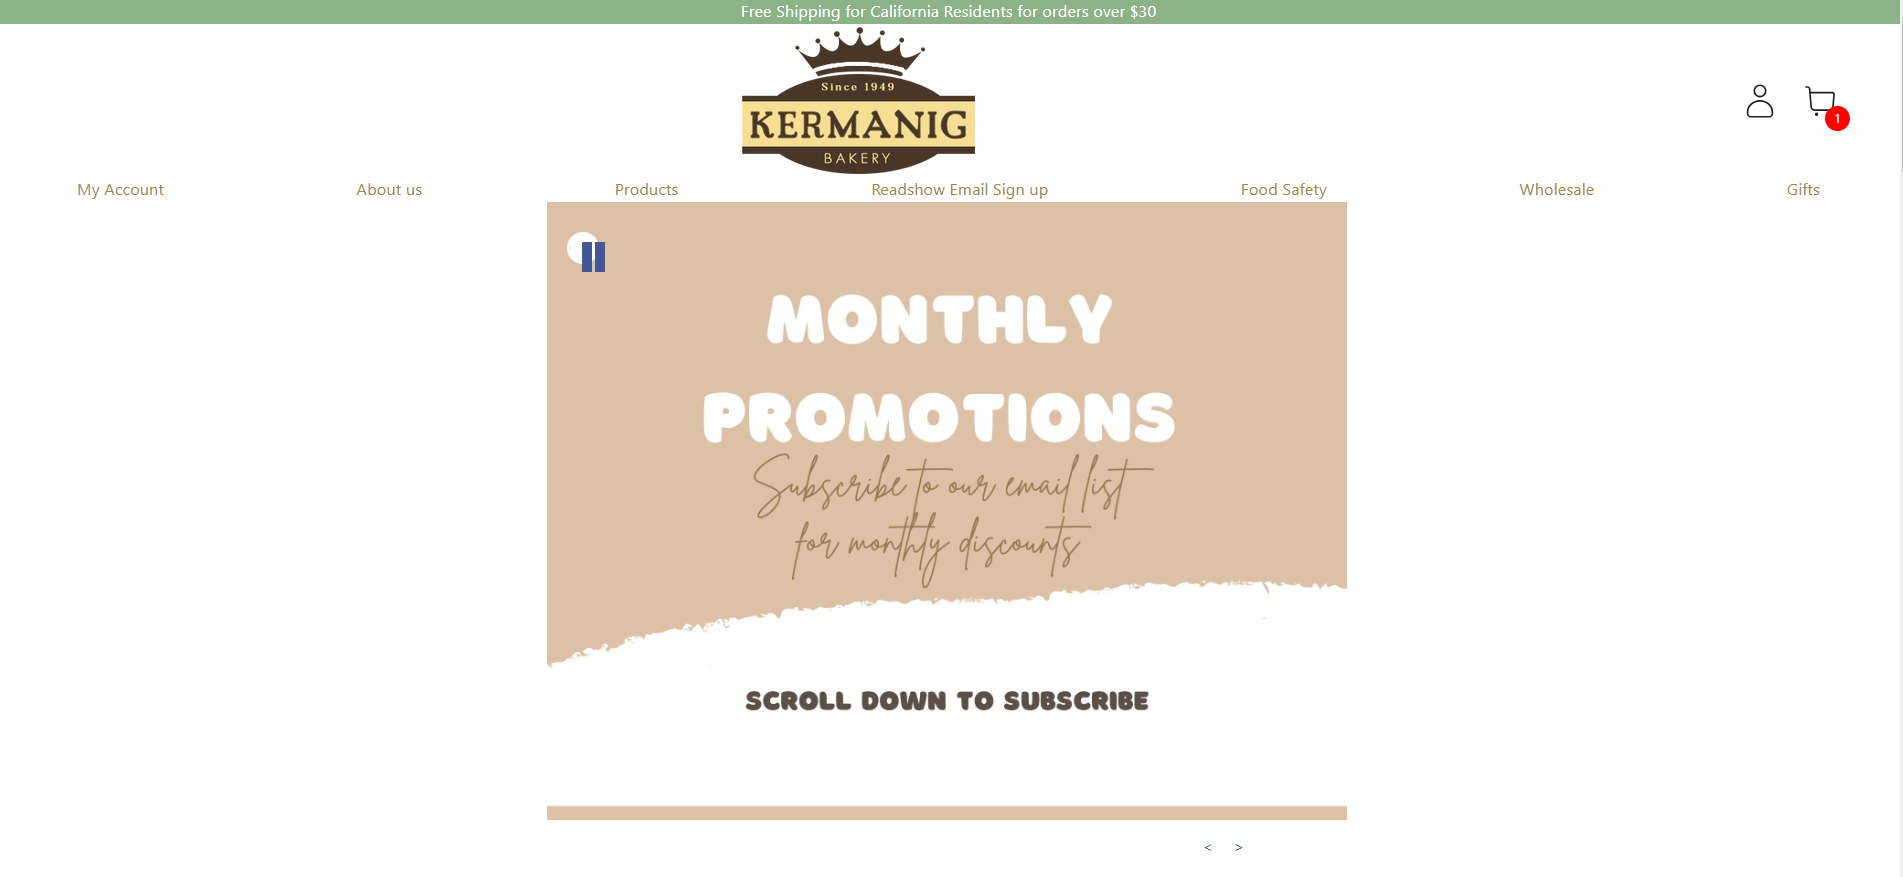 Free Shipping for California Residents for orders over $30
Since 1949
KERMANIG
BAKERY
1
My Account About us Products Readshow Email Sign up Food Safety Wholesale Gifts
MONTHLY
PROMOTIONS
Subscribe to our email list
for monthly discounts
SCROLL DOWN TO SUBSCRIBE
< >